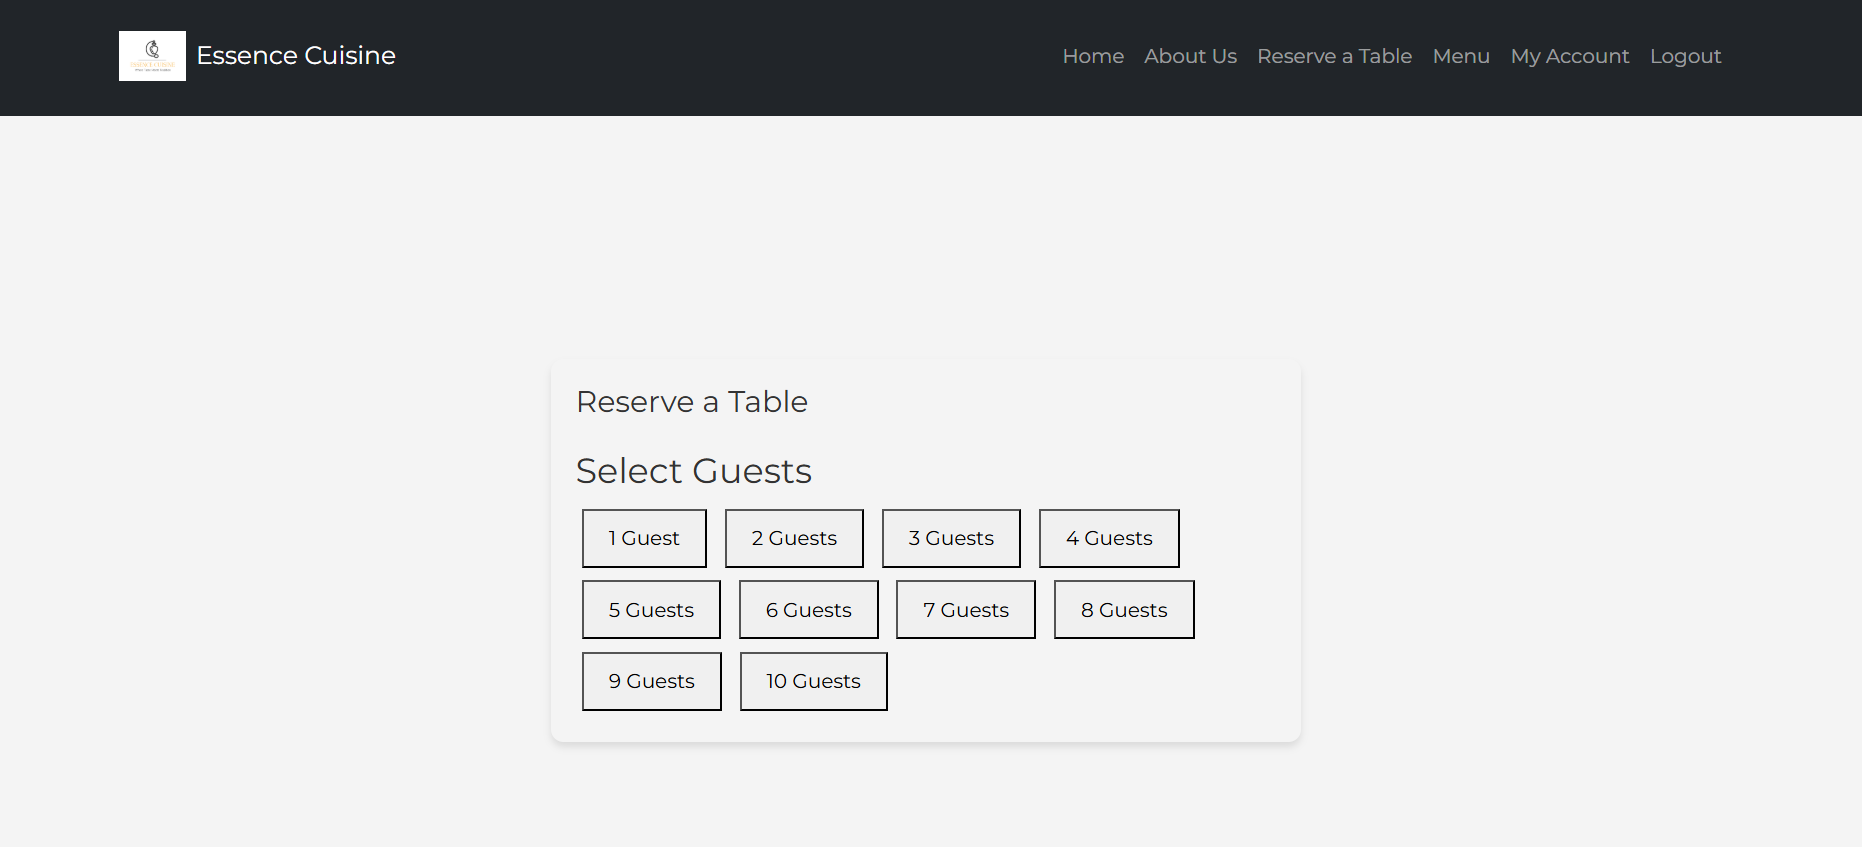 Essence Cuisine
Home About Us Reserve a Table Menu My Account Logout
Reserve a Table
Select Guests
1 Guest 2 Guests 3 Guests 4 Guests
5 Guests 6 Guests 7 Guests 8 Guests
9 Guests 10 Guests